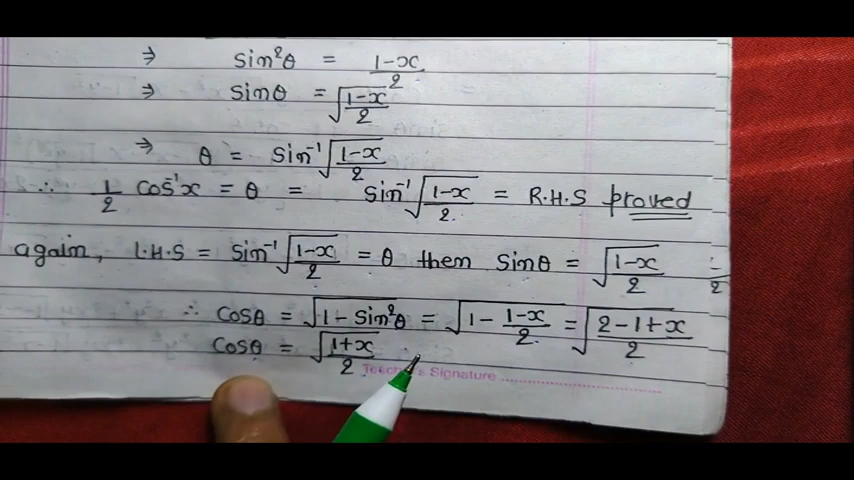 ⇒ sin²θ = (1-x)/2
⇒ sinθ = √((1-x)/2)
⇒ θ = sin⁻¹√((1-x)/2)
∴ 1/2 cos⁻¹x = θ = sin⁻¹√((1-x)/2) = R.H.S proved
again, L.H.S = sin⁻¹√((1-x)/2) = θ then sinθ = √((1-x)/2)
∴ cosθ = √(1-sin²θ) = √(1-(1-x)/2) = √((2-1+x)/2)
cosθ = √((1+x)/2)
Teacher's Signature